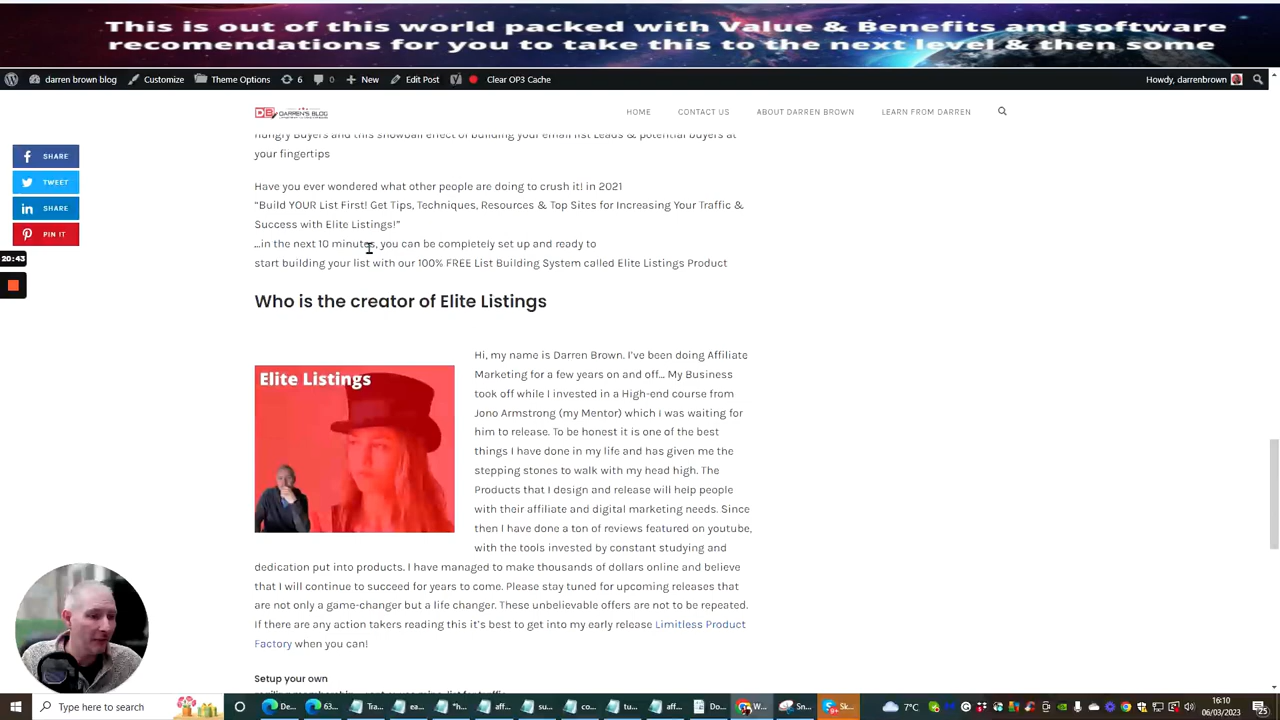 This is out of this world packed with Value & Benefits and software
recomendations for you to take this to the next level & then some
darren brown blog
Customize
Theme Options
6
0
New
Edit Post
Clear OP3 Cache
Howdy, darrenbrown
DB DARREN'S BLOG
HOME
CONTACT US
ABOUT DARREN BROWN
LEARN FROM DARREN
SHARE
TWEET
SHARE
PIN IT
20:43
hungry Buyers and this snowball effect of building your email list Leads & potential buyers at
your fingertips
Have you ever wondered what other people are doing to crush it! in 2021
“Build YOUR List First! Get Tips, Techniques, Resources & Top Sites for Increasing Your Traffic &
Success with Elite Listings!”
…in the next 10 minutes, you can be completely set up and ready to
start building your list with our 100% FREE List Building System called Elite Listings Product
Who is the creator of Elite Listings
Elite Listings
Hi, my name is Darren Brown. I’ve been doing Affiliate
Marketing for a few years on and off… My Business
took off while I invested in a High-end course from
Jono Armstrong (my Mentor) which I was waiting for
him to release. To be honest it is one of the best
things I have done in my life and has given me the
stepping stones to walk with my head high. The
Products that I design and release will help people
with their affiliate and digital marketing needs. Since
then I have done a ton of reviews featured on youtube,
with the tools invested by constant studying and
dedication put into products. I have managed to make thousands of dollars online and believe
that I will continue to succeed for years to come. Please stay tuned for upcoming releases that
are not only a game-changer but a life changer. These unbelievable offers are not to be repeated.
If there are any action takers reading this it’s best to get into my early release Limitless Product
Factory when you can!
Setup your own
Type here to search
De...
63...
Tra...
ea...
*h...
aff...
su...
co...
tu...
aff...
Do...
W...
Sn...
Sk...
7°C
16:10
06/03/2023